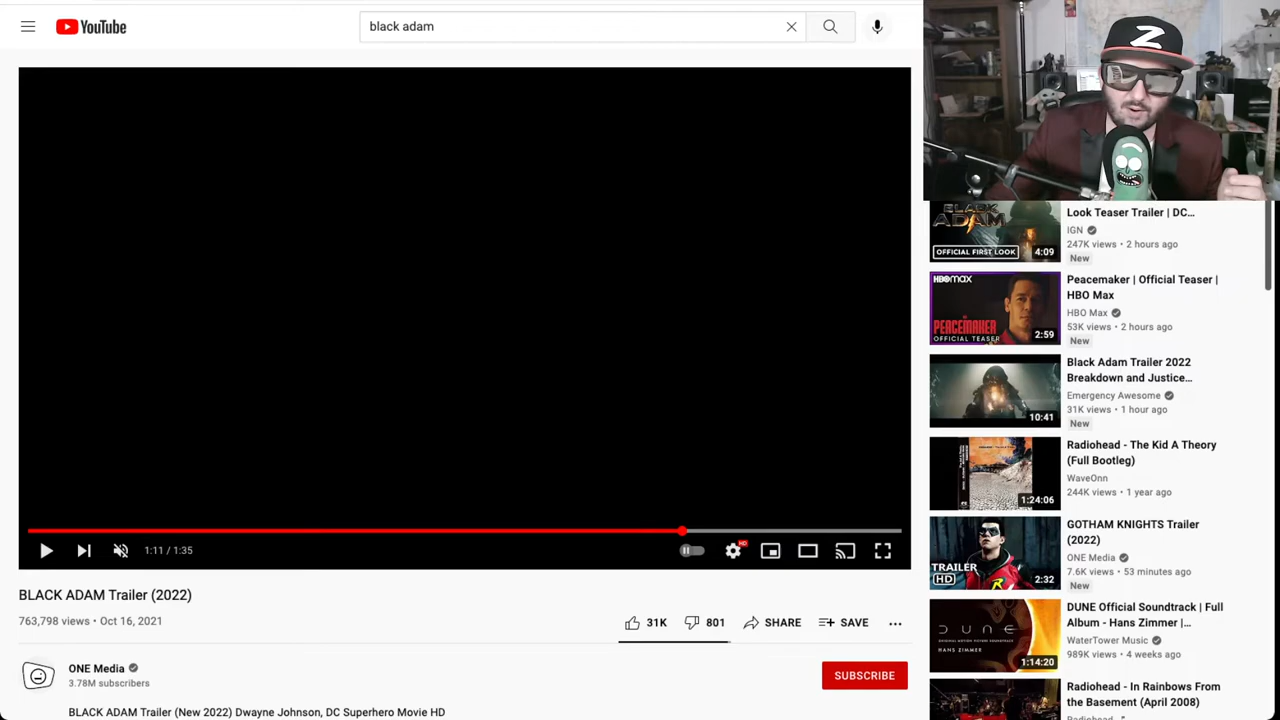 YouTube
black adam
Z
1:11 / 1:35
HD
BLACK ADAM Trailer (2022)
763,798 views • Oct 16, 2021
31K
801
SHARE
SAVE
ONE Media
3.78M subscribers
SUBSCRIBE
BLACK ADAM Trailer (New 2022) Dwayne Johnson, DC Superhero Movie HD
BLACK
ADAM
OFFICIAL FIRST LOOK
4:09
Look Teaser Trailer | DC…
IGN
247K views • 2 hours ago
New
HBOMAX
PEACEMAKER
OFFICIAL TEASER
2:59
Peacemaker | Official Teaser |
HBO Max
HBO Max
53K views • 2 hours ago
New
10:41
Black Adam Trailer 2022
Breakdown and Justice…
Emergency Awesome
31K views • 1 hour ago
New
1:24:06
Radiohead - The Kid A Theory
(Full Bootleg)
WaveOnn
244K views • 1 year ago
TRAILER
HD
2:32
GOTHAM KNIGHTS Trailer
(2022)
ONE Media
7.6K views • 53 minutes ago
New
DUNE
HANS ZIMMER
1:14:20
DUNE Official Soundtrack | Full
Album - Hans Zimmer |…
WaterTower Music
989K views • 4 weeks ago
Radiohead - In Rainbows From
the Basement (April 2008)
Radiohead